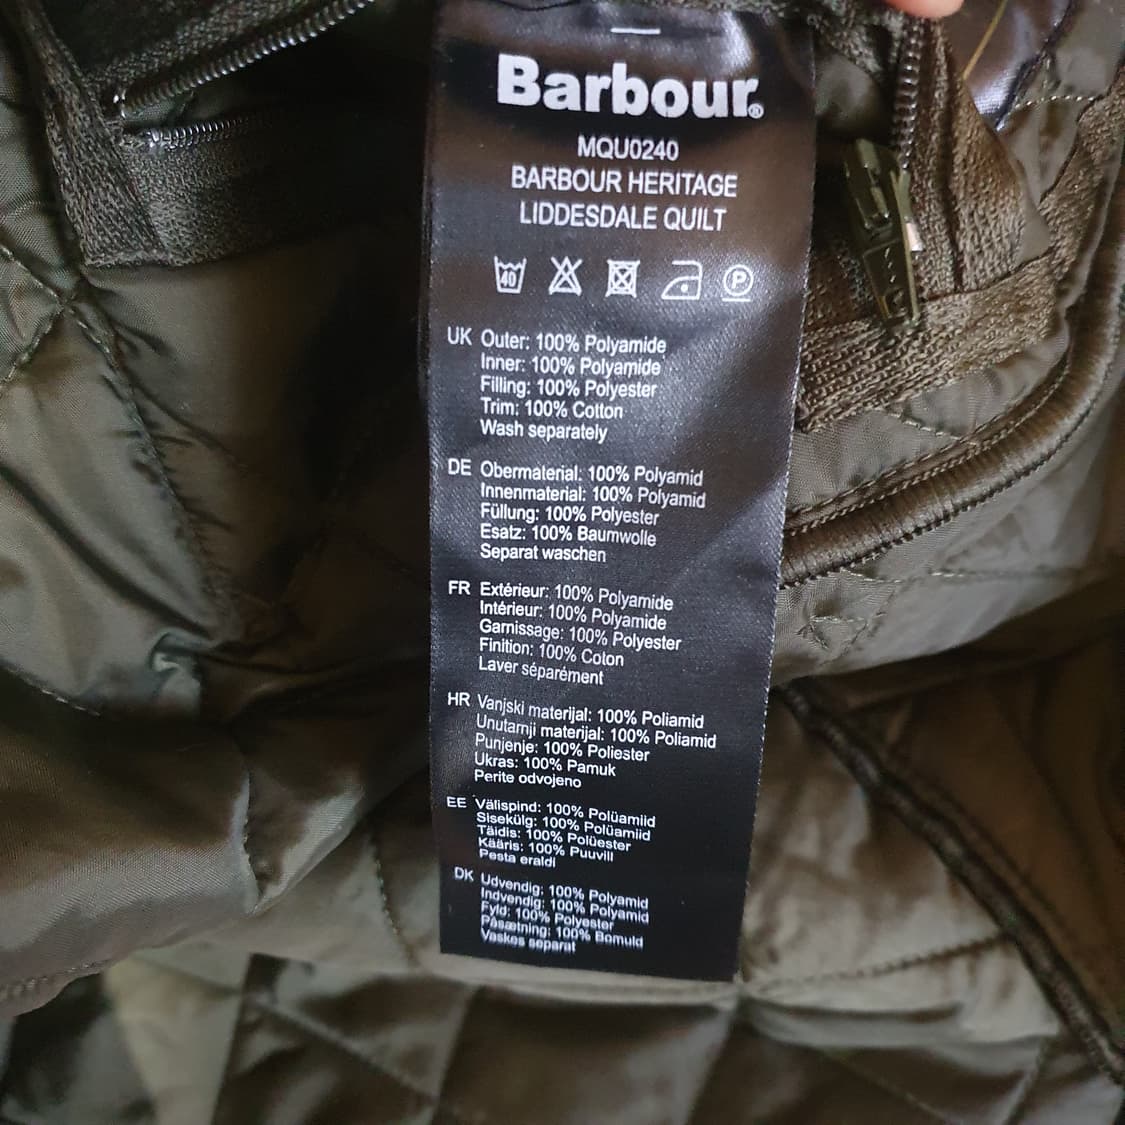 Barbour®
MQU0240
BARBOUR HERITAGE
LIDDESDALE QUILT
40 P
UK Outer: 100% Polyamide
Inner: 100% Polyamide
Filling: 100% Polyester
Trim: 100% Cotton
Wash separately
DE Obermaterial: 100% Polyamid
Innenmaterial: 100% Polyamid
Füllung: 100% Polyester
Esatz: 100% Baumwolle
Separat waschen
FR Extérieur: 100% Polyamide
Intérieur: 100% Polyamide
Garnissage: 100% Polyester
Finition: 100% Coton
Laver séparément
HR Vanjski materijal: 100% Poliamid
Unutarnji materijal: 100% Poliamid
Punjenje: 100% Poliester
Ukras: 100% Pamuk
Perite odvojeno
EE Välispind: 100% Polüamiid
Sisekülg: 100% Polüamiid
Täidis: 100% Polüester
Kääris: 100% Puuvill
Pesta eraldi
DK Udvendig: 100% Polyamid
Indvendig: 100% Polyamid
Fyld: 100% Polyester
Påsætning: 100% Bomuld
Vaskes separat